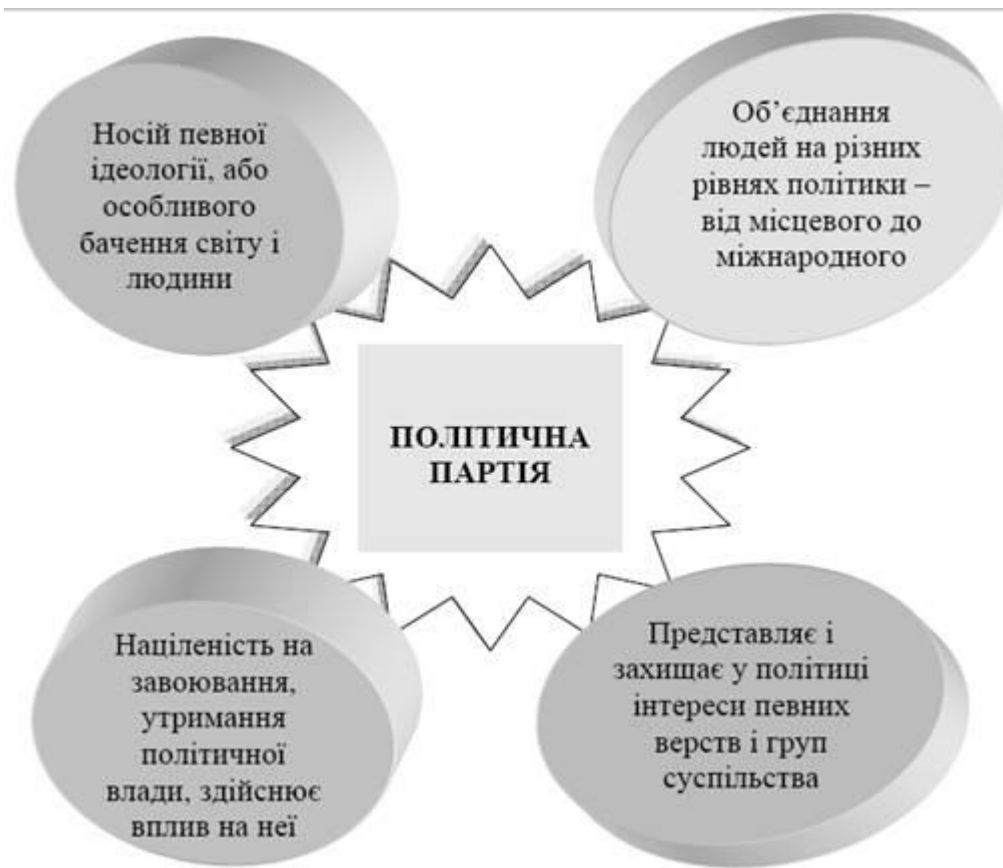 Носій певної
ідеології, або
особливого
бачення світу і
людини
Об’єднання
людей на різних
рівнях політики –
від місцевого до
міжнародного
ПОЛІТИЧНА
ПАРТІЯ
Націленість на
завоювання,
утримання
політичної
влади, здійснює
вплив на неї
Представляє і
захищає у політиці
інтереси певних
верств і груп
суспільства